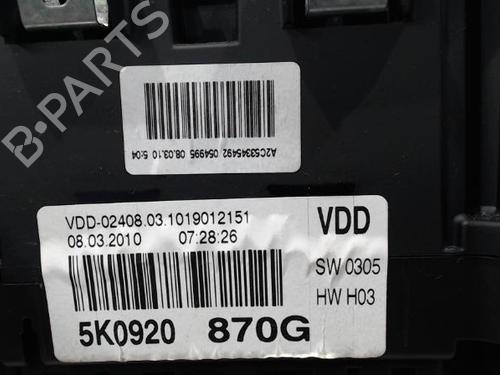 B-PARTS
A2C53345492 054995 08.03.10 5:04
VDD-02408.03.1019012151
08.03.2010 07:28:26
VDD
SW 0305
HW H03
5K0920 870G